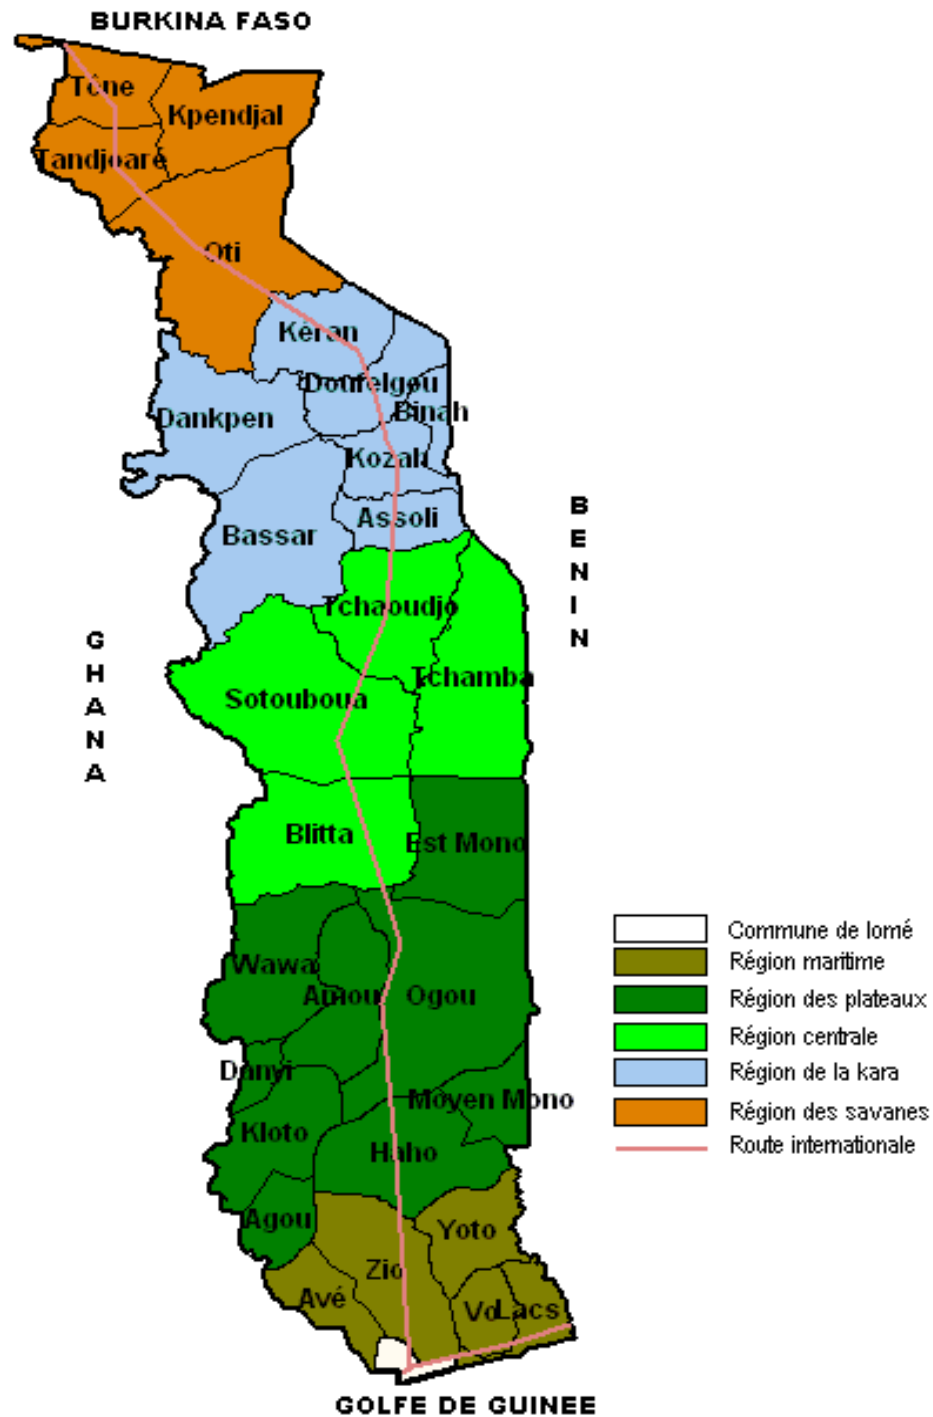 BURKINA FASO
Tône
Kpendjal
Tandjoare
Oti
Kéran
Doufelgou
Binah
Dankpen
Kozah
Assoli
Bassar
BENIN
Tchaoudjo
GHANA
Tchamba
Sotouboua
Blitta
Est Mono
Commune de lomé
Région maritime
Wawa
Amou
Ogou
Région des plateaux
Région centrale
Danyi
Région de la kara
Moyen Mono
Région des savanes
Kloto
Haho
Route internationale
Agou
Yoto
Zio
Avé
Vo
Lacs
GOLFE DE GUINEE